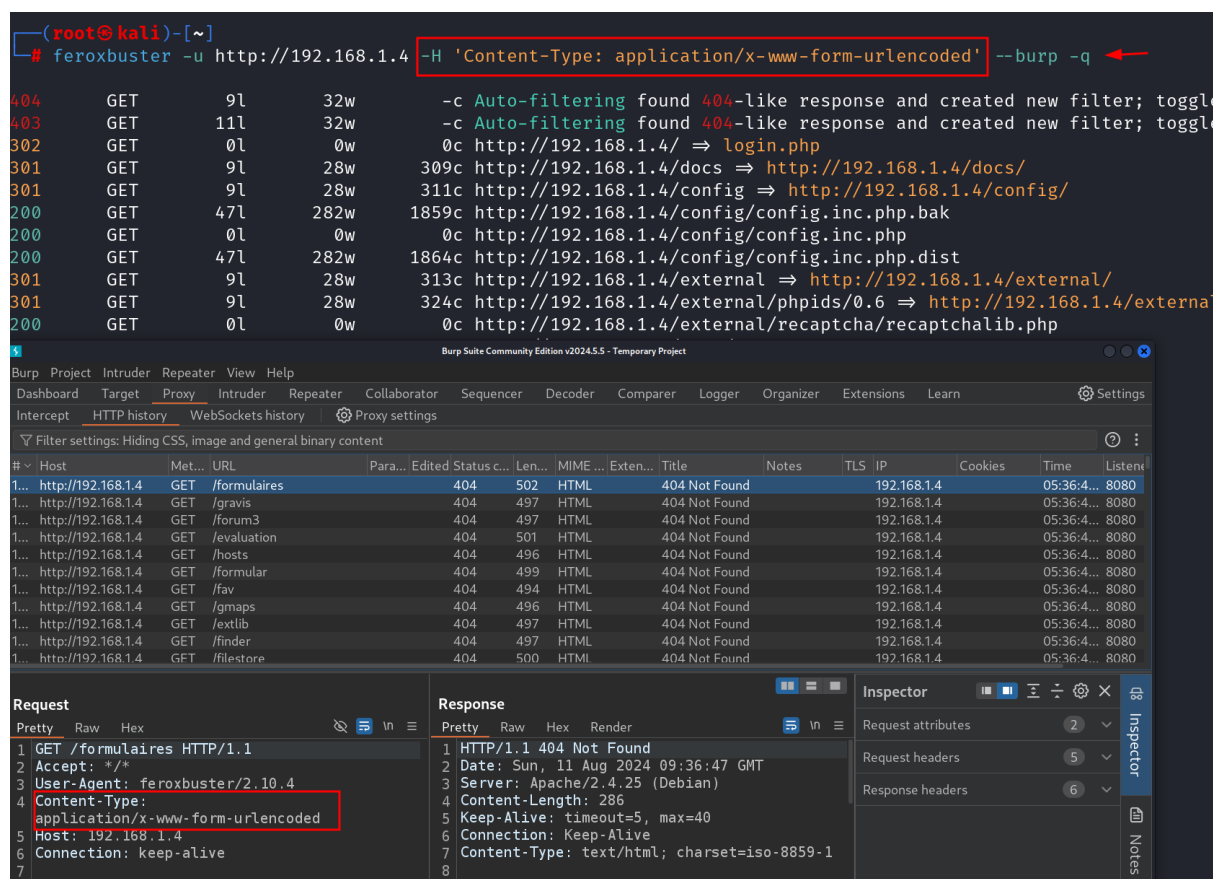 (root㉿kali)-[~]
# feroxbuster -u http://192.168.1.4 -H 'Content-Type: application/x-www-form-urlencoded' --burp -q
404 GET 9l 32w -c Auto-filtering found 404-like response and created new filter; toggle
403 GET 11l 32w -c Auto-filtering found 404-like response and created new filter; toggle
302 GET 0l 0w 0c http://192.168.1.4/ ⇒ login.php
301 GET 9l 28w 309c http://192.168.1.4/docs ⇒ http://192.168.1.4/docs/
301 GET 9l 28w 311c http://192.168.1.4/config ⇒ http://192.168.1.4/config/
200 GET 47l 282w 1859c http://192.168.1.4/config/config.inc.php.bak
200 GET 0l 0w 0c http://192.168.1.4/config/config.inc.php
200 GET 47l 282w 1864c http://192.168.1.4/config/config.inc.php.dist
301 GET 9l 28w 313c http://192.168.1.4/external ⇒ http://192.168.1.4/external/
301 GET 9l 28w 324c http://192.168.1.4/external/phpids/0.6 ⇒ http://192.168.1.4/externa
200 GET 0l 0w 0c http://192.168.1.4/external/recaptcha/recaptchalib.php
Burp Suite Community Edition v2024.5.5 - Temporary Project
Burp Project Intruder Repeater View Help
Dashboard Target Proxy Intruder Repeater Collaborator Sequencer Decoder Comparer Logger Organizer Extensions Learn Settings
Intercept HTTP history WebSockets history Proxy settings
Filter settings: Hiding CSS, image and general binary content
# Host Met... URL Para... Edited Status c... Len... MIME ... Exten... Title Notes TLS IP Cookies Time Listene
1... http://192.168.1.4 GET /formulaires 404 502 HTML 404 Not Found 192.168.1.4 05:36:4... 8080
1... http://192.168.1.4 GET /gravis 404 497 HTML 404 Not Found 192.168.1.4 05:36:4... 8080
1... http://192.168.1.4 GET /forum3 404 497 HTML 404 Not Found 192.168.1.4 05:36:4... 8080
1... http://192.168.1.4 GET /evaluation 404 501 HTML 404 Not Found 192.168.1.4 05:36:4... 8080
1... http://192.168.1.4 GET /hosts 404 496 HTML 404 Not Found 192.168.1.4 05:36:4... 8080
1... http://192.168.1.4 GET /formular 404 499 HTML 404 Not Found 192.168.1.4 05:36:4... 8080
1... http://192.168.1.4 GET /fav 404 494 HTML 404 Not Found 192.168.1.4 05:36:4... 8080
1... http://192.168.1.4 GET /gmaps 404 496 HTML 404 Not Found 192.168.1.4 05:36:4... 8080
1... http://192.168.1.4 GET /extlib 404 497 HTML 404 Not Found 192.168.1.4 05:36:4... 8080
1... http://192.168.1.4 GET /finder 404 497 HTML 404 Not Found 192.168.1.4 05:36:4... 8080
1... http://192.168.1.4 GET /filestore 404 500 HTML 404 Not Found 192.168.1.4 05:36:4... 8080
Request
Pretty Raw Hex \n
1 GET /formulaires HTTP/1.1
2 Accept: */*
3 User-Agent: feroxbuster/2.10.4
4 Content-Type:
application/x-www-form-urlencoded
5 Host: 192.168.1.4
6 Connection: keep-alive
7
Response
Pretty Raw Hex Render \n
1 HTTP/1.1 404 Not Found
2 Date: Sun, 11 Aug 2024 09:36:47 GMT
3 Server: Apache/2.4.25 (Debian)
4 Content-Length: 286
5 Keep-Alive: timeout=5, max=40
6 Connection: Keep-Alive
7 Content-Type: text/html; charset=iso-8859-1
8
Inspector
Request attributes 2
Request headers 5
Response headers 6
Inspector
Notes